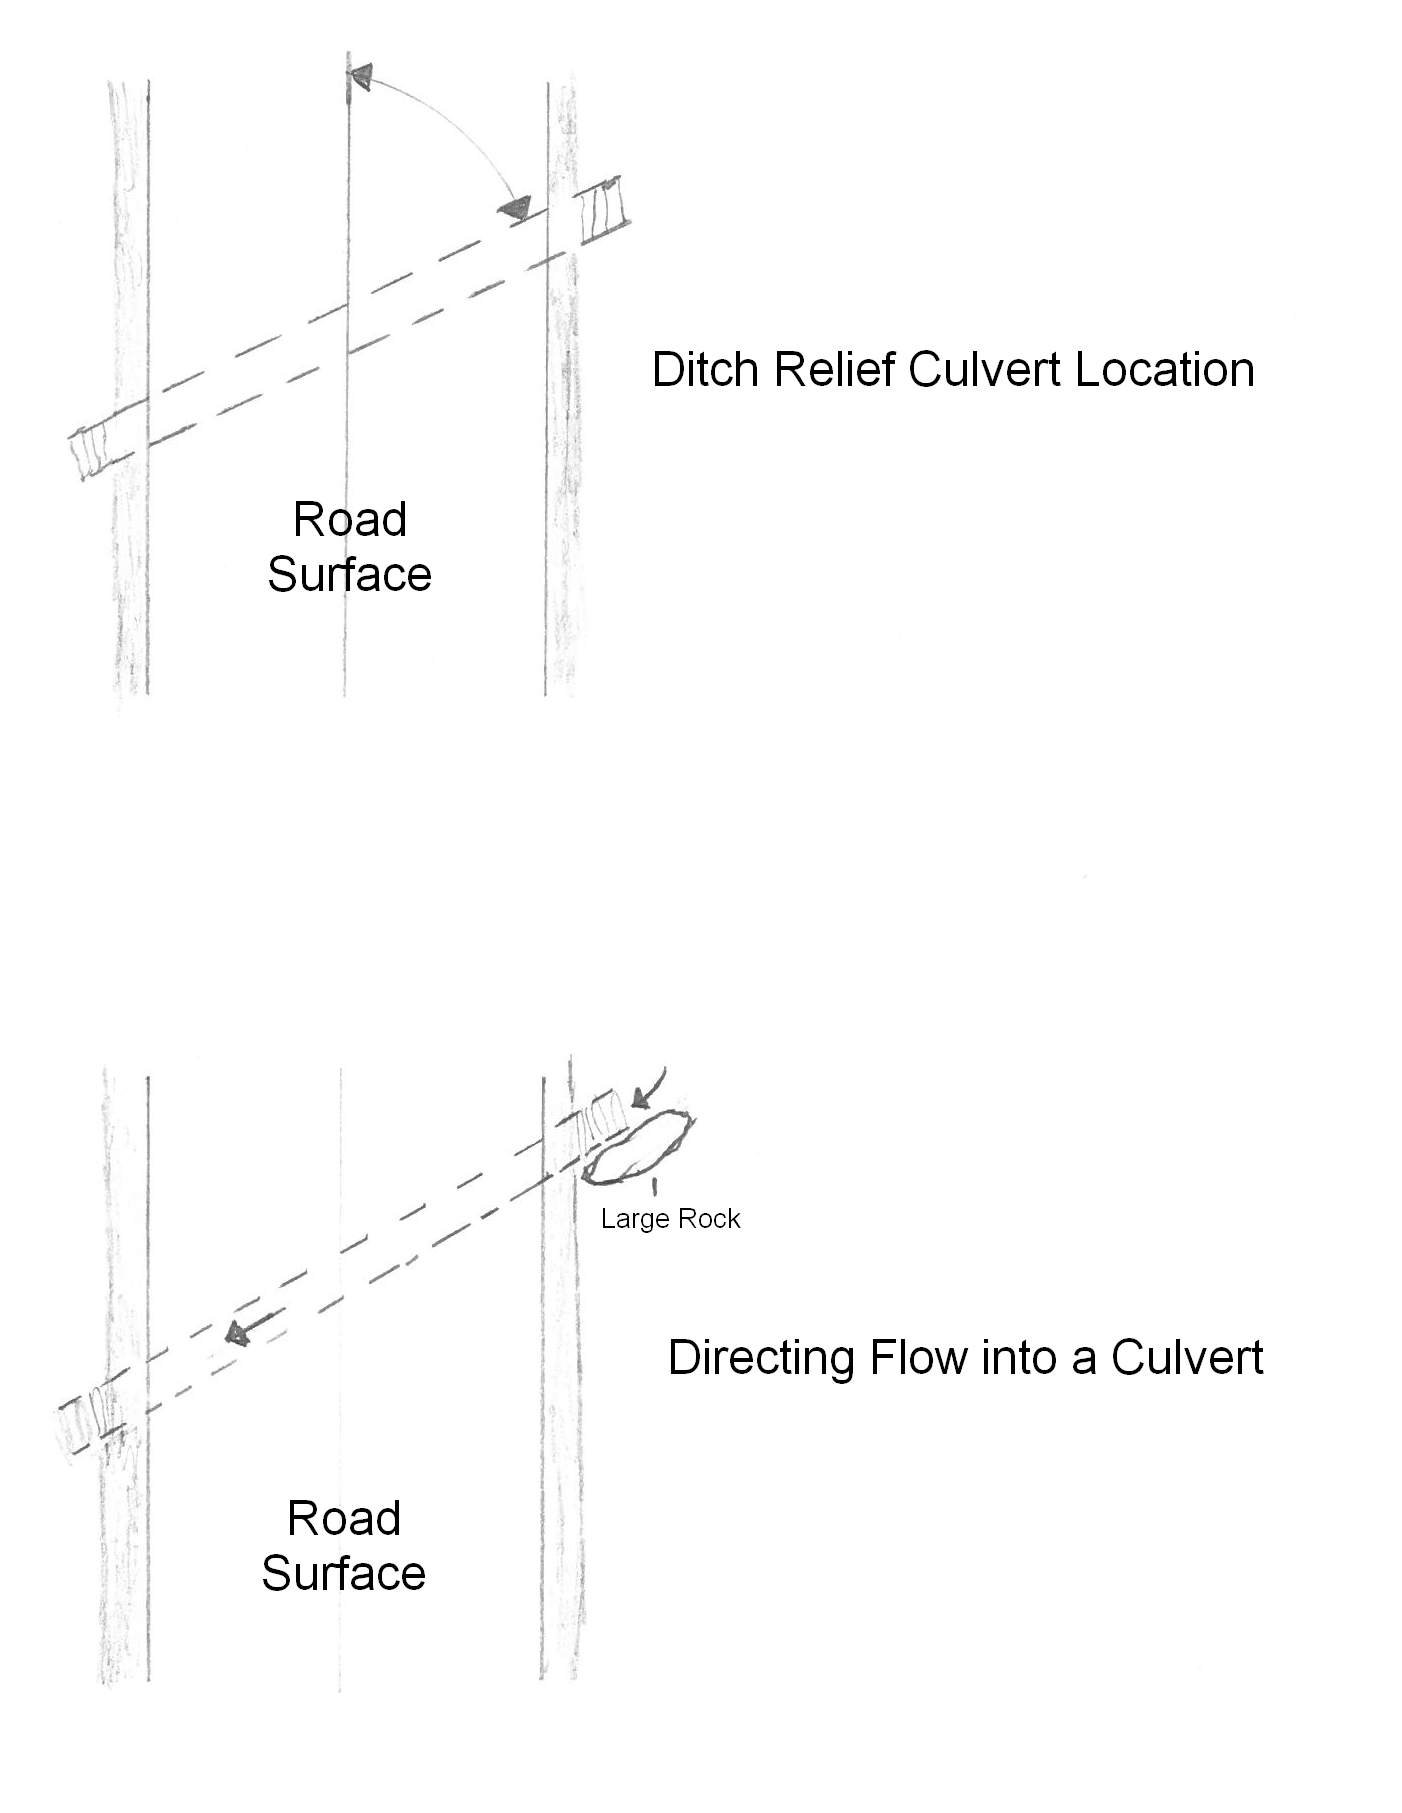 Ditch Relief Culvert Location
Road
Surface
Large Rock
Directing Flow into a Culvert
Road
Surface